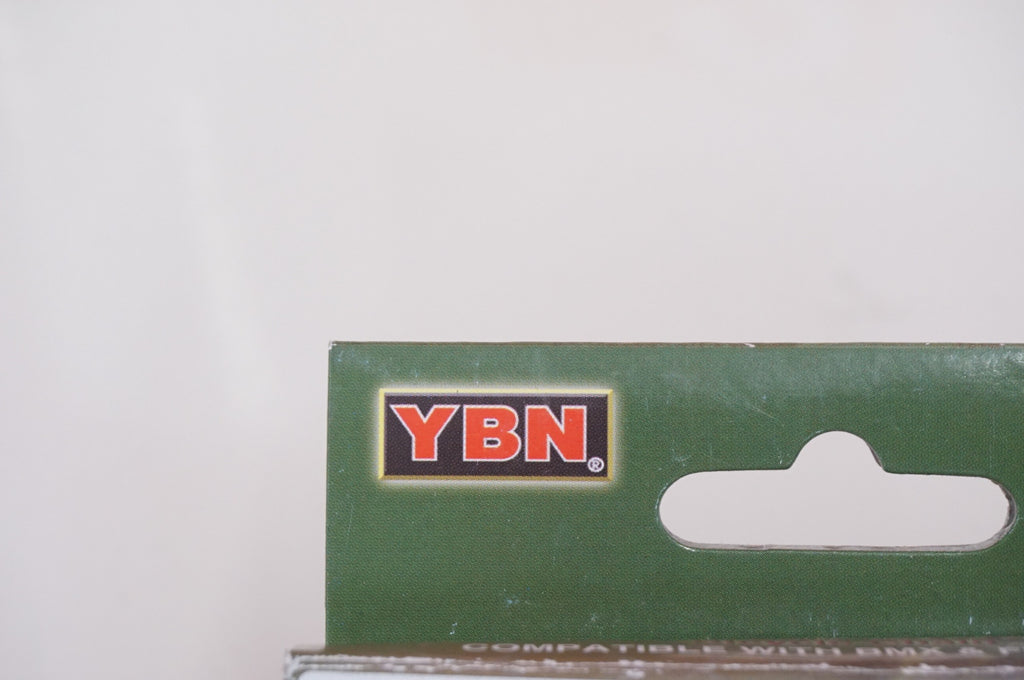 YBN®
COMPATIBLE WITH BMX &